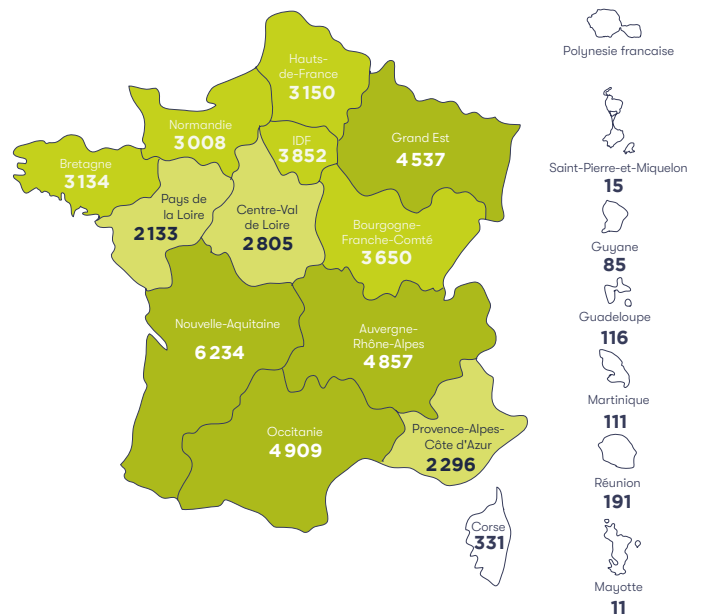 Hauts-
de-France
3 150
Normandie
3 008
IDF
3 852
Grand Est
4 537
Bretagne
3 134
Pays de
la Loire
2 133
Centre-Val
de Loire
2 805
Bourgogne-
Franche-Comté
3 650
Nouvelle-Aquitaine
6 234
Auvergne-
Rhône-Alpes
4 857
Occitanie
4 909
Provence-Alpes-
Côte d'Azur
2 296
Corse
331
Polynesie francaise
Saint-Pierre-et-Miquelon
15
Guyane
85
Guadeloupe
116
Martinique
111
Réunion
191
Mayotte
11